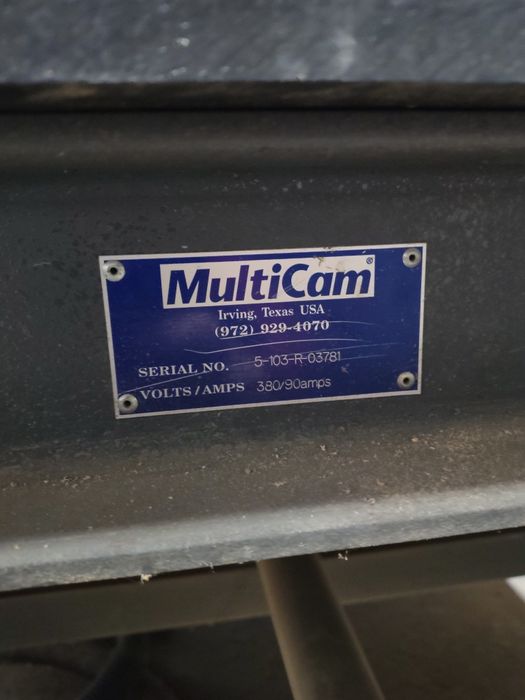 MultiCam®
Irving, Texas USA
(972) 929-4070
SERIAL NO. 5-103-R-03781
VOLTS/AMPS 380/90amps